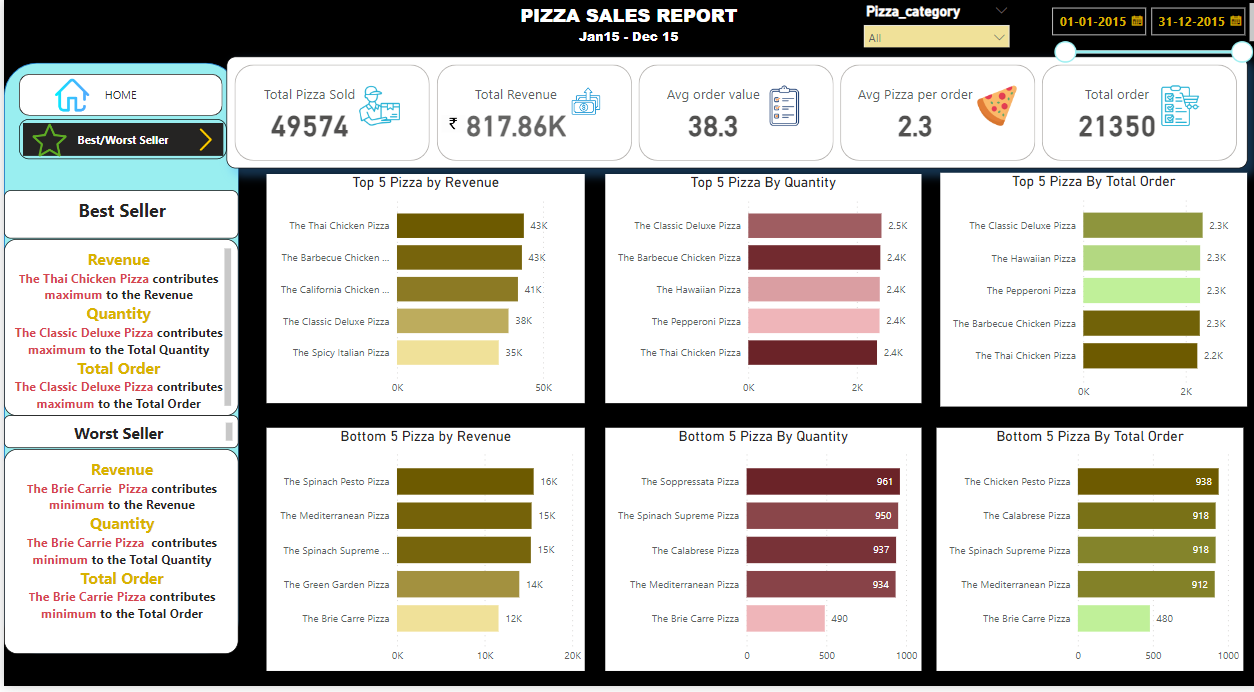 PIZZA SALES REPORT
Jan15 - Dec 15
Pizza_category
All
01-01-2015
31-12-2015
HOME
Best/Worst Seller
Total Pizza Sold
49574
Total Revenue
₹ 817.86K
Avg order value
38.3
Avg Pizza per order
2.3
Total order
21350
Best Seller
Revenue
The Thai Chicken Pizza contributes
maximum to the Revenue
Quantity
The Classic Deluxe Pizza contributes
maximum to the Total Quantity
Total Order
The Classic Deluxe Pizza contributes
maximum to the Total Order
Worst Seller
Revenue
The Brie Carrie  Pizza contributes
minimum to the Revenue
Quantity
The Brie Carrie Pizza  contributes
minimum to the Total Quantity
Total Order
The Brie Carrie Pizza contributes
minimum to the Total Order
Top 5 Pizza by Revenue
The Thai Chicken Pizza 43K
The Barbecue Chicken ... 43K
The California Chicken ... 41K
The Classic Deluxe Pizza 38K
The Spicy Italian Pizza 35K
0K 50K
Top 5 Pizza By Quantity
The Classic Deluxe Pizza 2.5K
The Barbecue Chicken Pizza 2.4K
The Hawaiian Pizza 2.4K
The Pepperoni Pizza 2.4K
The Thai Chicken Pizza 2.4K
0K 2K
Top 5 Pizza By Total Order
The Classic Deluxe Pizza 2.3K
The Hawaiian Pizza 2.3K
The Pepperoni Pizza 2.3K
The Barbecue Chicken Pizza 2.3K
The Thai Chicken Pizza 2.2K
0K 2K
Bottom 5 Pizza by Revenue
The Spinach Pesto Pizza 16K
The Mediterranean Pizza 15K
The Spinach Supreme ... 15K
The Green Garden Pizza 14K
The Brie Carre Pizza 12K
0K 10K 20K
Bottom 5 Pizza By Quantity
The Soppressata Pizza 961
The Spinach Supreme Pizza 950
The Calabrese Pizza 937
The Mediterranean Pizza 934
The Brie Carre Pizza 490
0 500 1000
Bottom 5 Pizza By Total Order
The Chicken Pesto Pizza 938
The Calabrese Pizza 918
The Spinach Supreme Pizza 918
The Mediterranean Pizza 912
The Brie Carre Pizza 480
0 500 1000